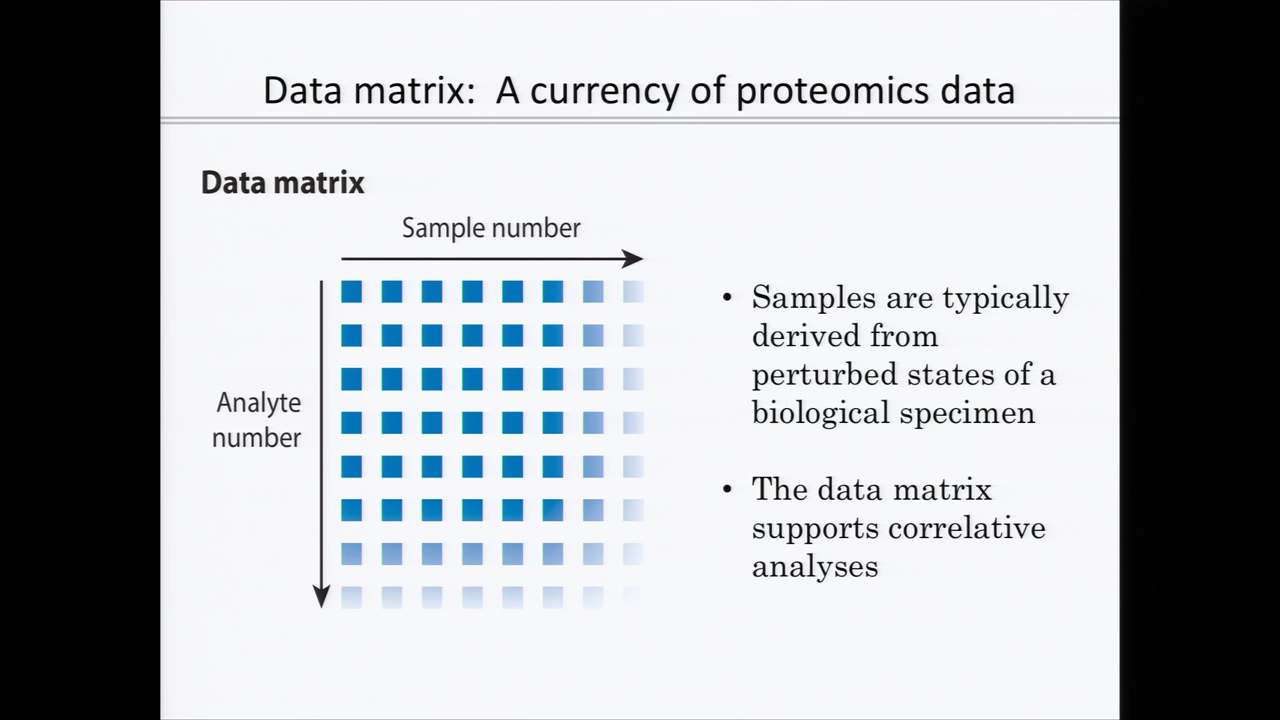 Data matrix: A currency of proteomics data
Data matrix
Sample number
Analyte
number
• Samples are typically
derived from
perturbed states of a
biological specimen
• The data matrix
supports correlative
analyses